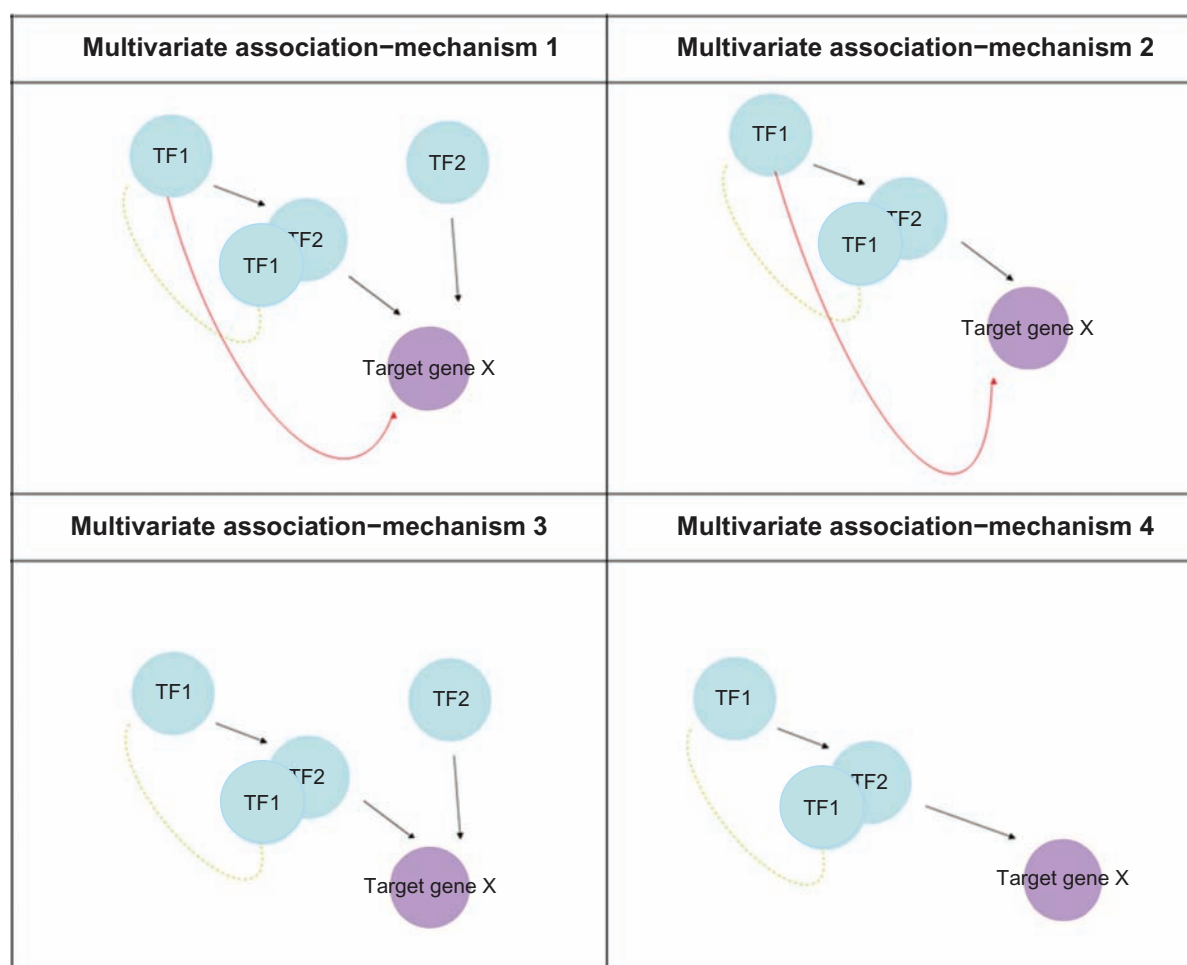 Multivariate association−mechanism 1
Multivariate association−mechanism 2
TF1
TF2
TF2
TF1
Target gene X
TF1
TF2
TF1
Target gene X
Multivariate association−mechanism 3
Multivariate association−mechanism 4
TF1
TF2
TF2
TF1
Target gene X
TF1
TF2
TF1
Target gene X